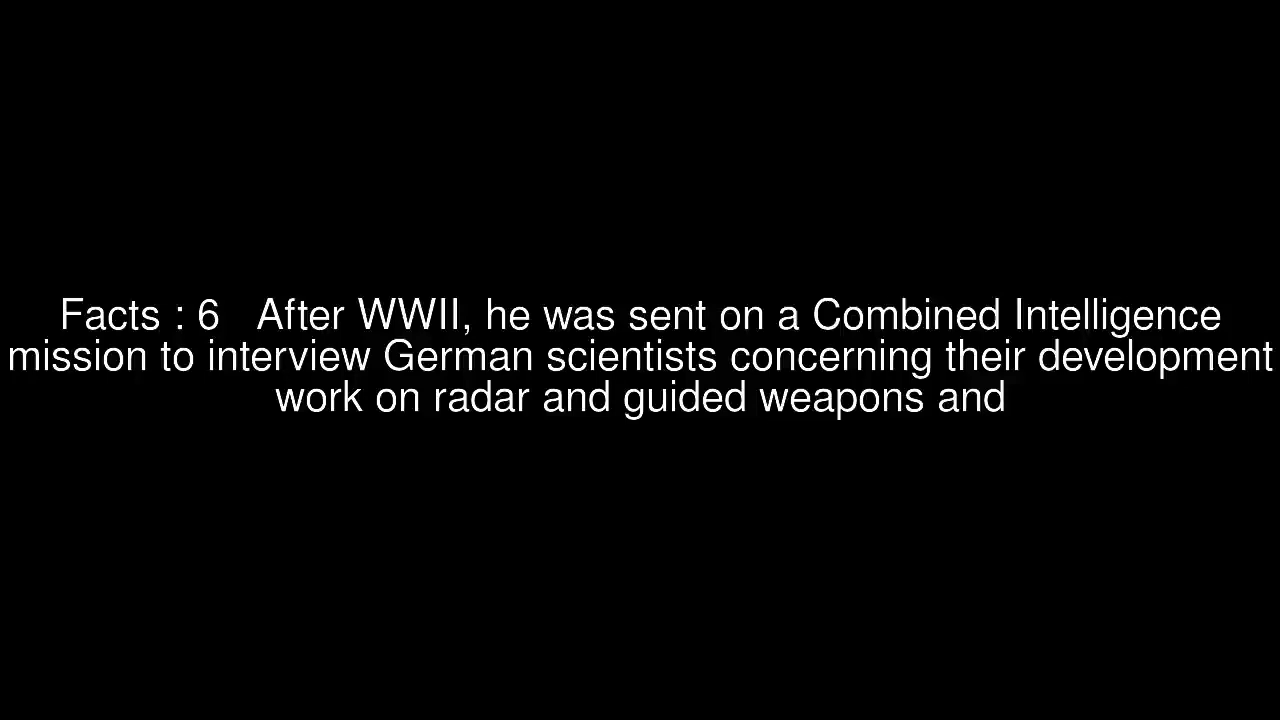 Facts : 6   After WWII, he was sent on a Combined Intelligence
mission to interview German scientists concerning their development
work on radar and guided weapons and